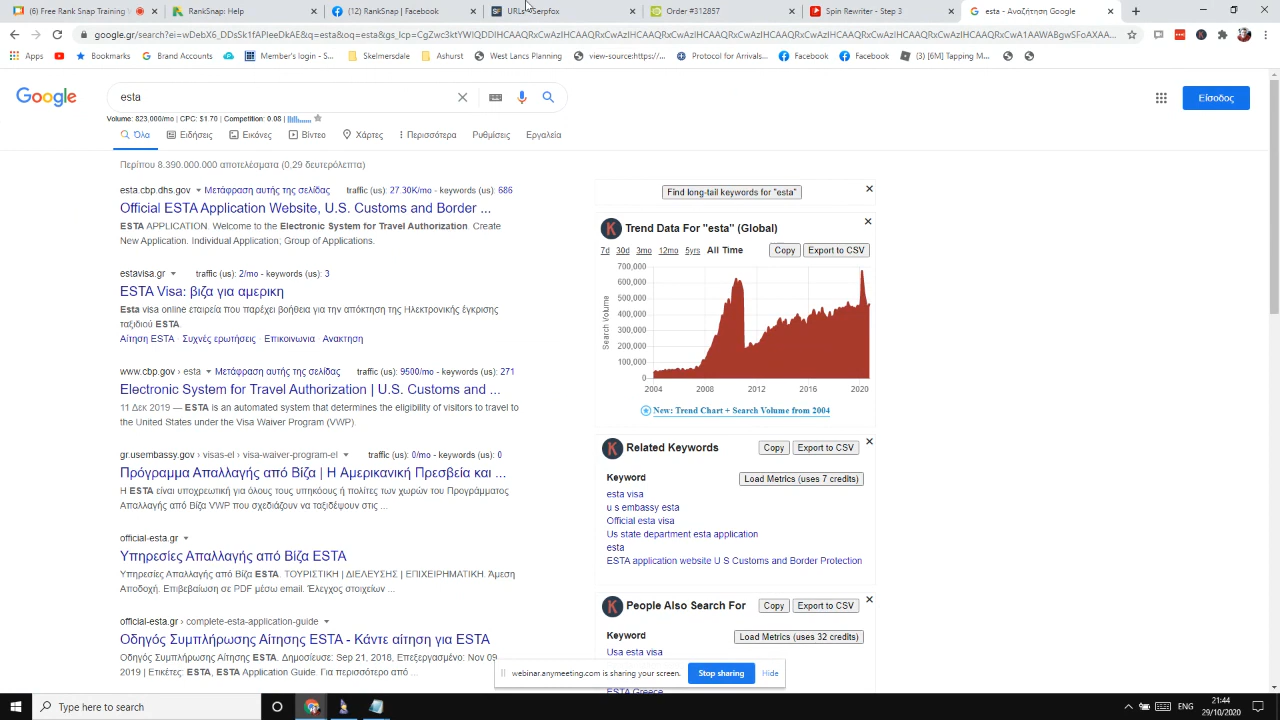 (6) Free Rank Snap Training
RankSnap: Help
(12) RankSnap | Facebook
URLs - Serpfox
Order #312857
Spin Rewriter - Step 3
esta - Αναζήτηση Google
Apps
Bookmarks
Brand Accounts
Member's login - S...
Skelmersdale
Ashurst
West Lancs Planning
view-source:https://...
Protocol for Arrivals...
Facebook
Facebook
(3) [6M] Tapping M...
Google
esta
Είσοδος
Volume: 823,000/mo | CPC: $1.70 | Competition: 0.08 |
Όλα
Ειδήσεις
Εικόνες
Βίντεο
Χάρτες
Περισσότερα
Ρυθμίσεις
Εργαλεία
Περίπου 8.390.000.000 αποτελέσματα (0,29 δευτερόλεπτα)
esta.cbp.dhs.gov Μετάφραση αυτής της σελίδας traffic (us): 27.30K/mo - keywords (us): 686
Official ESTA Application Website, U.S. Customs and Border ...
ESTA APPLICATION. Welcome to the Electronic System for Travel Authorization. Create
New Application. Individual Application; Group of Applications.
estavisa.gr traffic (us): 2/mo - keywords (us): 3
ESTA Visa: βιζα για αμερικη
Esta visa online εταιρεία που παρέχει βοήθεια για την απόκτηση της Ηλεκτρονικής έγκρισης
ταξιδιού ESTA.
Αίτηση ESTA Συχνές ερωτήσεις Επικοινωνια Ανακτηση
www.cbp.gov › esta Μετάφραση αυτής της σελίδας traffic (us): 9500/mo - keywords (us): 271
Electronic System for Travel Authorization | U.S. Customs and ...
11 Δεκ 2019 — ESTA is an automated system that determines the eligibility of visitors to travel to
the United States under the Visa Waiver Program (VWP).
gr.usembassy.gov › visas-el › visa-waiver-program-el traffic (us): 0/mo - keywords (us): 0
Πρόγραμμα Απαλλαγής από Βίζα | Η Αμερικανική Πρεσβεία και ...
Η ESTA είναι υποχρεωτική για όλους τους υπηκόους ή πολίτες των χωρών του Προγράμματος
Απαλλαγής από Βίζα VWP που σχεδιάζουν να ταξιδέψουν στις ...
official-esta.gr
Υπηρεσίες Απαλλαγής από Βίζα ESTA
Υπηρεσίες Απαλλαγής από Βίζα ESTA. ΤΟΥΡΙΣΤΙΚΗ | ΔΙΕΛΕΥΣΗΣ | ΕΠΙΧΕΙΡΗΜΑΤΙΚΗ. Άμεση
Αποδοχή. Επιβεβαίωση σε PDF μέσω email. Έλεγχος στοιχείων ...
official-esta.gr › complete-esta-application-guide
Οδηγός Συμπλήρωσης Αίτησης ESTA - Κάντε αίτηση για ESTA
Οδηγός Συμπλήρωσης Αίτησης ESTA. Δημοσίευσε: Sep 21, 2018, Επεξεργασμένο: Nov 09,
2019 | Ετικέτες: ESTA, ESTA Application Guide. Για περισσότερο από ...
Find long-tail keywords for "esta"
Trend Data For "esta" (Global)
7d 30d 3mo 12mo 5yrs All Time
Copy
Export to CSV
Search Volume
700,000
600,000
500,000
400,000
300,000
200,000
100,000
0
2004 2008 2012 2016 2020
New: Trend Chart + Search Volume from 2004
Related Keywords
Copy
Export to CSV
Keyword
Load Metrics (uses 7 credits)
esta visa
u s embassy esta
Official esta visa
Us state department esta application
esta
ESTA application website U S Customs and Border Protection
People Also Search For
Copy
Export to CSV
Keyword
Load Metrics (uses 32 credits)
Usa esta visa
ESTA Greece
webinar.anymeeting.com is sharing your screen.
Stop sharing
Hide
Type here to search
ENG
21:44
29/10/2020